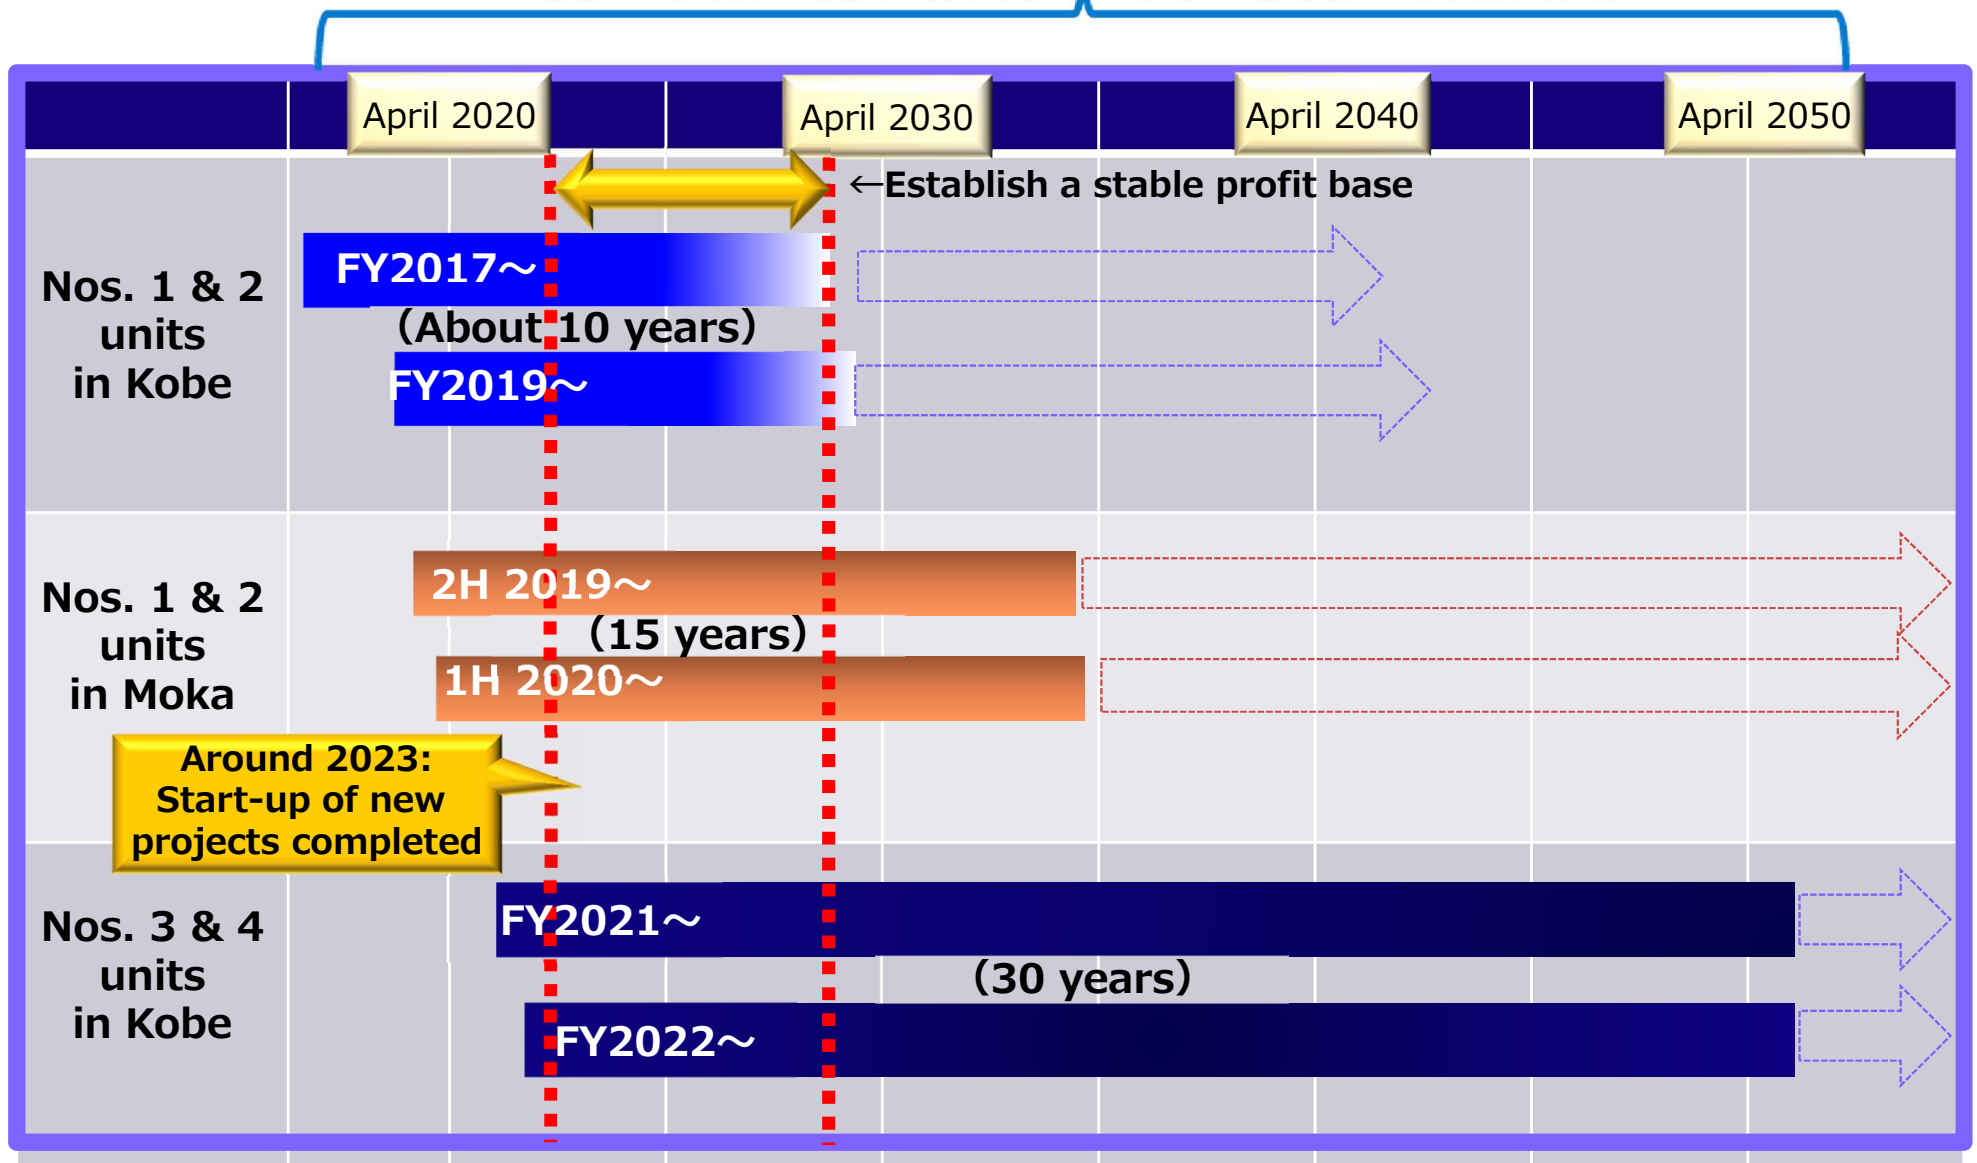 April 2020
April 2030
April 2040
April 2050
←Establish a stable profit base
Nos. 1 & 2
units
in Kobe
FY2017～
（About 10 years）
FY2019～
Nos. 1 & 2
units
in Moka
2H 2019～
（15 years）
1H 2020～
Around 2023:
Start-up of new
projects completed
Nos. 3 & 4
units
in Kobe
FY2021～
（30 years）
FY2022～